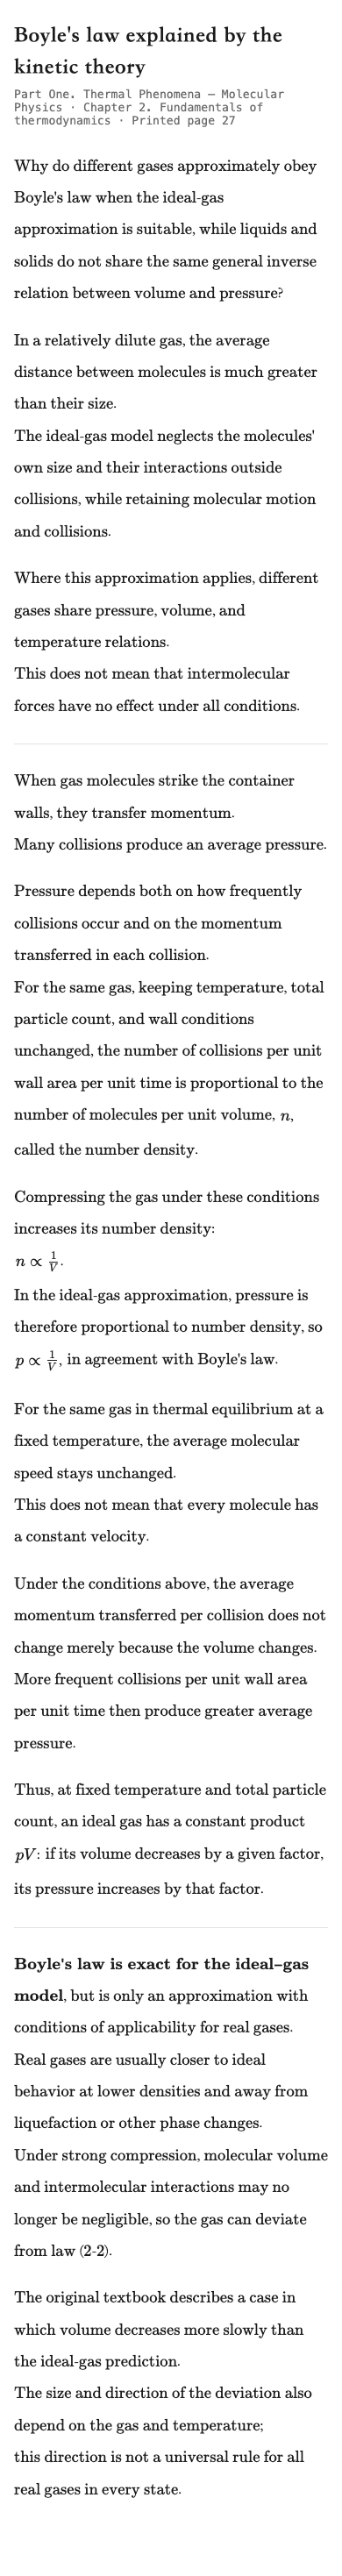 Boyle's law explained by the
kinetic theory
Part One. Thermal Phenomena — Molecular
Physics · Chapter 2. Fundamentals of
thermodynamics · Printed page 27
Why do different gases approximately obey
Boyle's law when the ideal-gas
approximation is suitable, while liquids and
solids do not share the same general inverse
relation between volume and pressure?
In a relatively dilute gas, the average
distance between molecules is much greater
than their size.
The ideal-gas model neglects the molecules'
own size and their interactions outside
collisions, while retaining molecular motion
and collisions.
Where this approximation applies, different
gases share pressure, volume, and
temperature relations.
This does not mean that intermolecular
forces have no effect under all conditions.
When gas molecules strike the container
walls, they transfer momentum.
Many collisions produce an average pressure.
Pressure depends both on how frequently
collisions occur and on the momentum
transferred in each collision.
For the same gas, keeping temperature, total
particle count, and wall conditions
unchanged, the number of collisions per unit
wall area per unit time is proportional to the
number of molecules per unit volume, n,
called the number density.
Compressing the gas under these conditions
increases its number density:
n ∝ 1/V.
In the ideal-gas approximation, pressure is
therefore proportional to number density, so
p ∝ 1/V, in agreement with Boyle's law.
For the same gas in thermal equilibrium at a
fixed temperature, the average molecular
speed stays unchanged.
This does not mean that every molecule has
a constant velocity.
Under the conditions above, the average
momentum transferred per collision does not
change merely because the volume changes.
More frequent collisions per unit wall area
per unit time then produce greater average
pressure.
Thus, at fixed temperature and total particle
count, an ideal gas has a constant product
pV: if its volume decreases by a given factor,
its pressure increases by that factor.
Boyle's law is exact for the ideal-gas
model, but is only an approximation with
conditions of applicability for real gases.
Real gases are usually closer to ideal
behavior at lower densities and away from
liquefaction or other phase changes.
Under strong compression, molecular volume
and intermolecular interactions may no
longer be negligible, so the gas can deviate
from law (2-2).
The original textbook describes a case in
which volume decreases more slowly than
the ideal-gas prediction.
The size and direction of the deviation also
depend on the gas and temperature;
this direction is not a universal rule for all
real gases in every state.